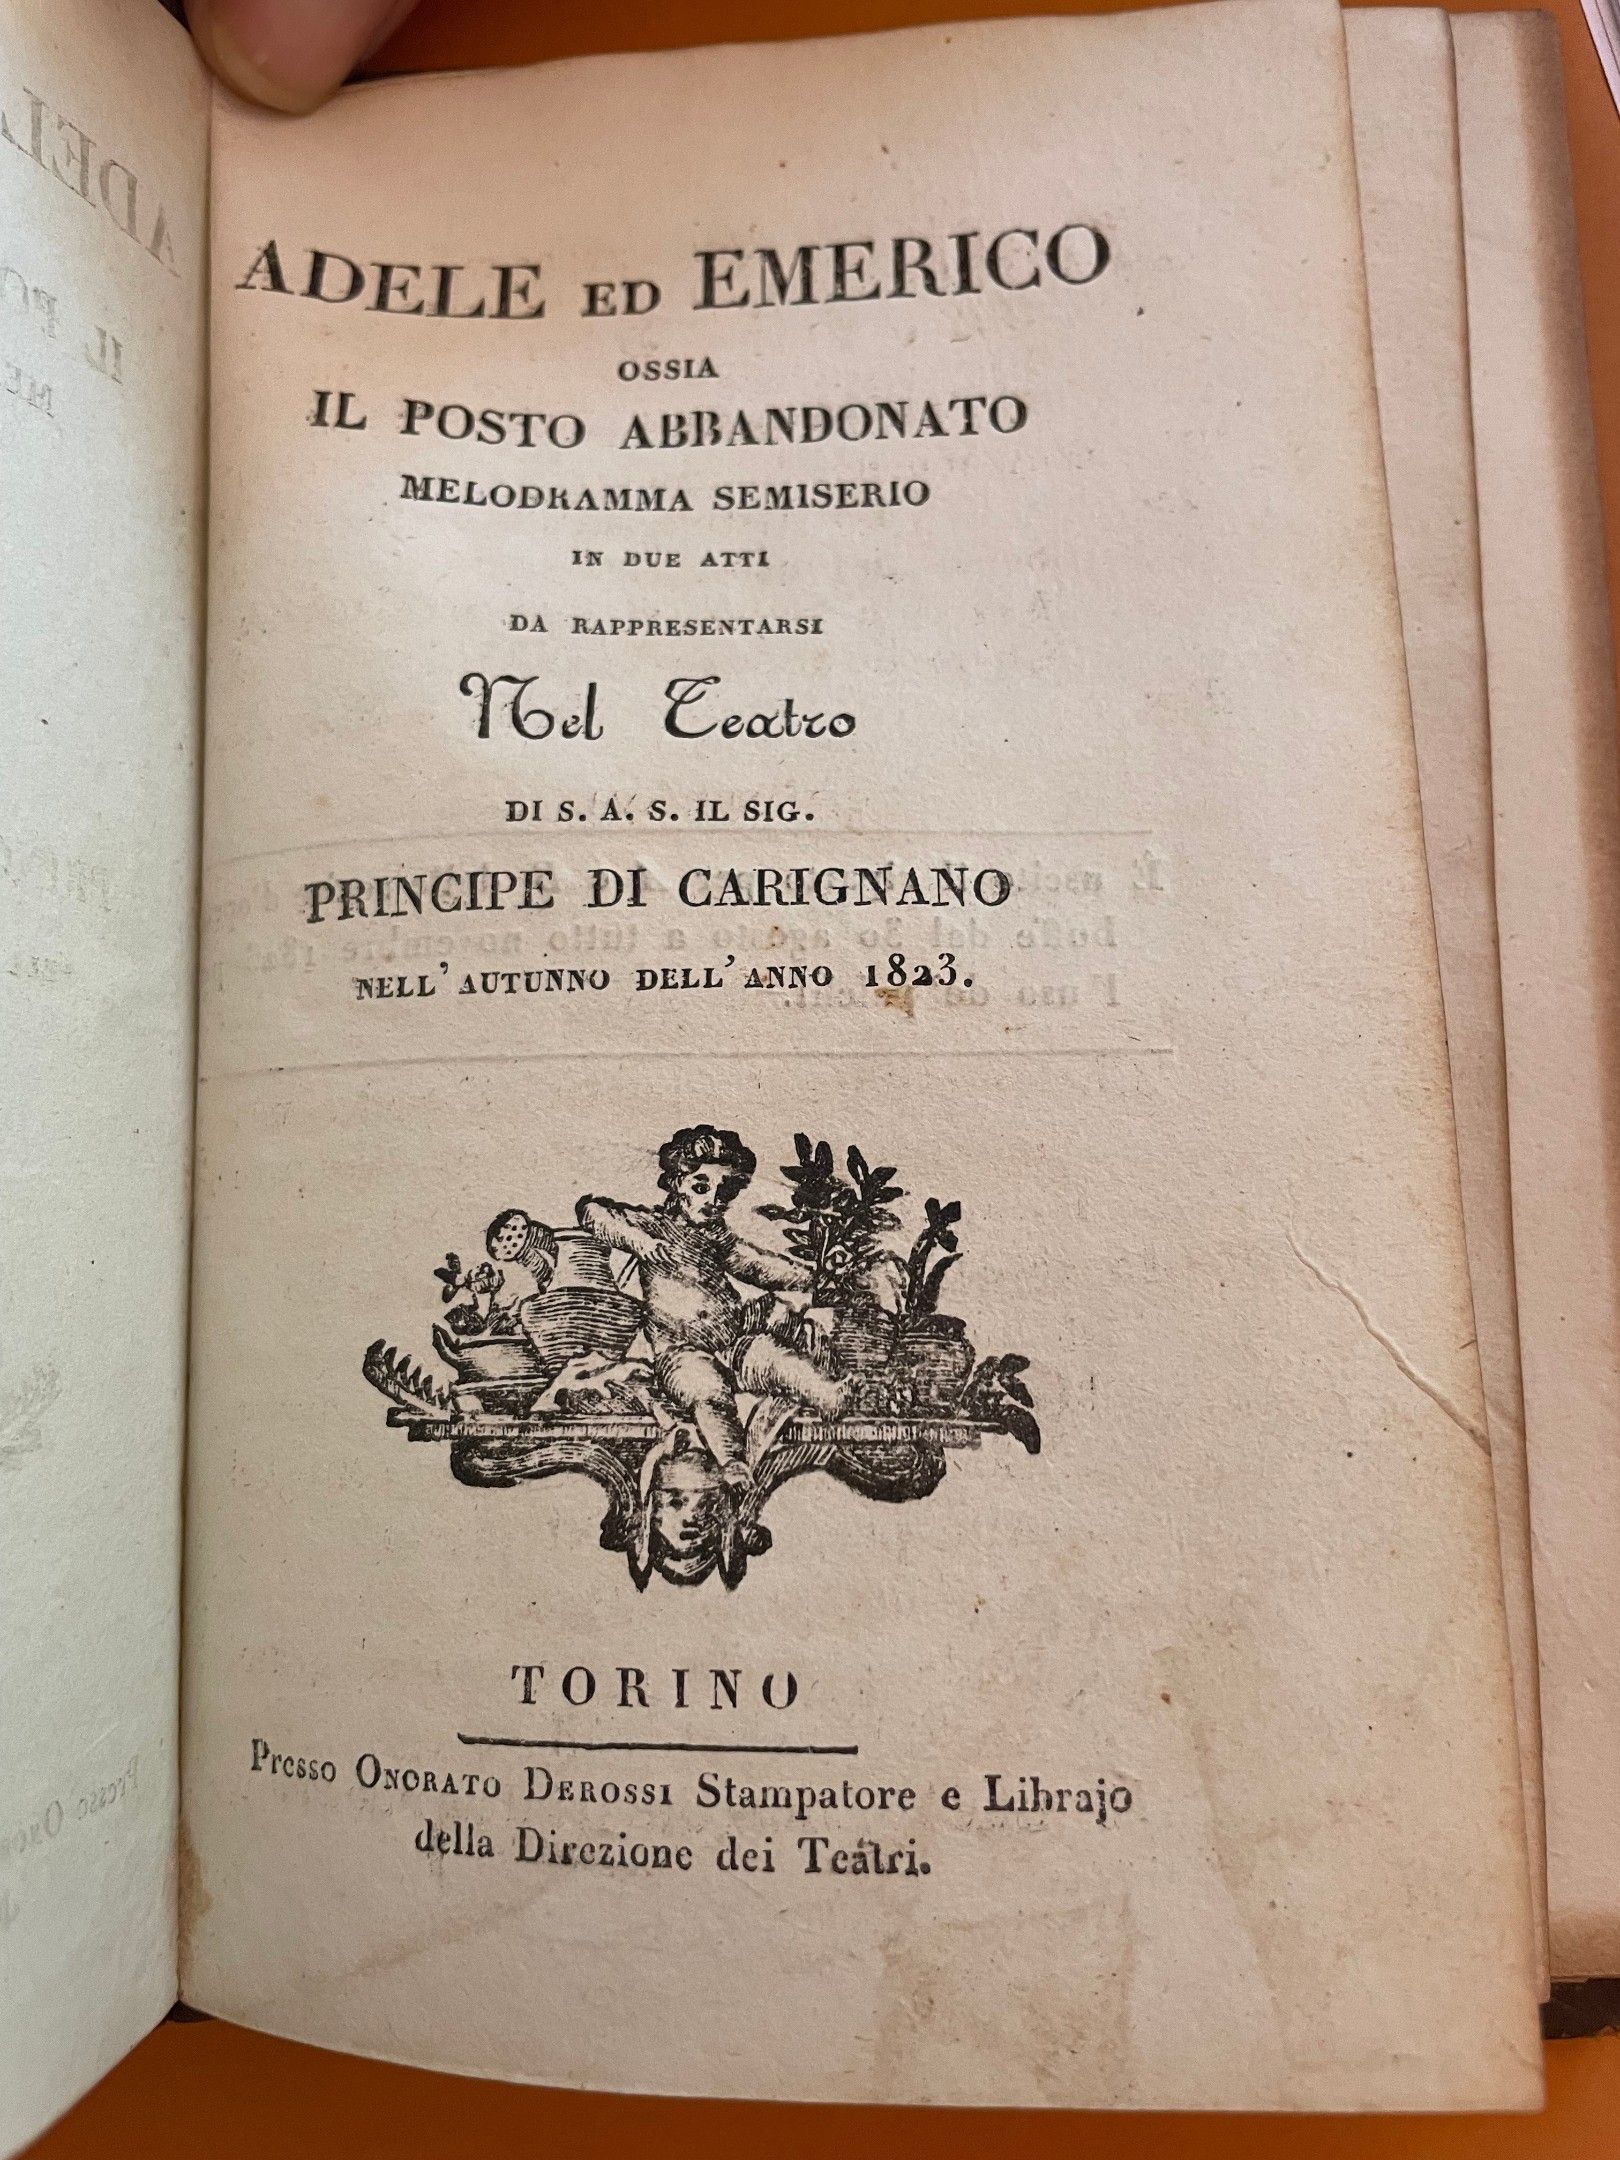 ADELE ED EMERICO
OSSIA
IL POSTO ABBANDONATO
MELODRAMMA SEMISERIO
IN DUE ATTI
DA RAPPRESENTARSI
Nel Teatro
DI S. A. S. IL SIG.
PRINCIPE DI CARIGNANO
NELL' AUTUNNO DELL' ANNO 1823.
TORINO
Presso ONORATO DEROSSI Stampatore e Librajo
della Direzione dei Teatri.